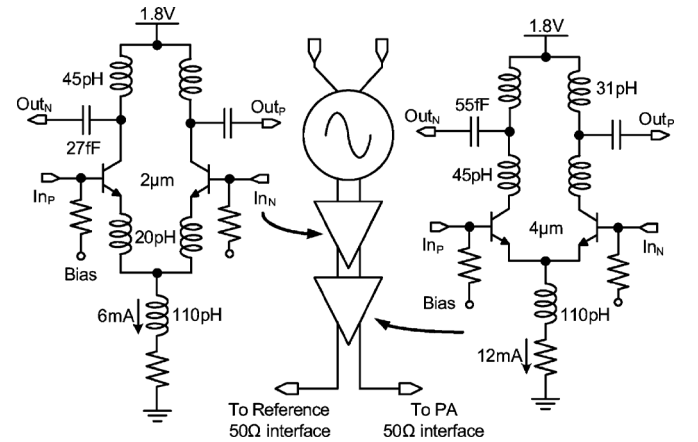 1.8V
45pH
Out_N
Out_P
27fF
2µm
In_P
In_N
20pH
Bias
6mA
110pH
To Reference
50Ω interface
To PA
50Ω interface
1.8V
31pH
Out_N
55fF
Out_P
45pH
In_P
4µm
In_N
Bias
110pH
12mA